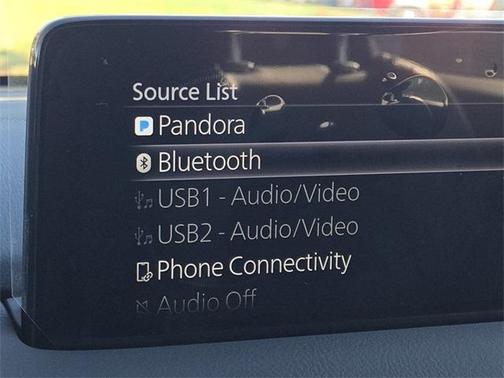 Source List
Pandora
Bluetooth
USB1 - Audio/Video
USB2 - Audio/Video
Phone Connectivity
Audio Off